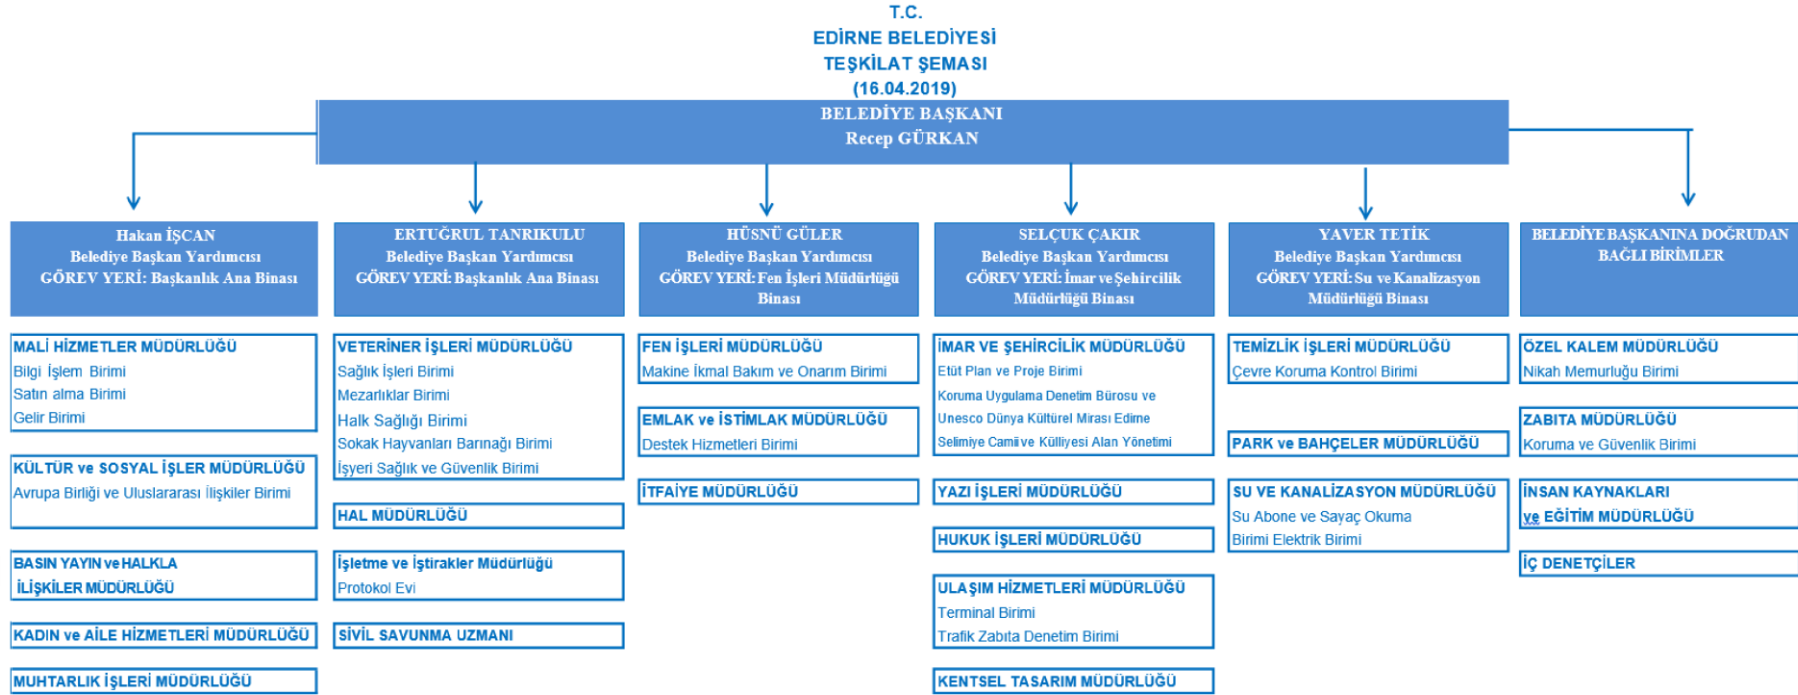 T.C.
EDİRNE BELEDİYESİ
TEŞKİLAT ŞEMASI
(16.04.2019)
BELEDİYE BAŞKANI
Recep GÜRKAN
Hakan İŞCAN
Belediye Başkan Yardımcısı
GÖREV YERİ: Başkanlık Ana Binası
MALİ HİZMETLER MÜDÜRLÜĞÜ
Bilgi İşlem Birimi
Satın alma Birimi
Gelir Birimi
KÜLTÜR ve SOSYAL İŞLER MÜDÜRLÜĞÜ
Avrupa Birliği ve Uluslararası İlişkiler Birimi
BASIN YAYIN ve HALKLA
İLİŞKİLER MÜDÜRLÜĞÜ
KADIN ve AİLE HİZMETLERİ MÜDÜRLÜĞÜ
MUHTARLIK İŞLERİ MÜDÜRLÜĞÜ
ERTUĞRUL TANRIKULU
Belediye Başkan Yardımcısı
GÖREV YERİ: Başkanlık Ana Binası
VETERİNER İŞLERİ MÜDÜRLÜĞÜ
Sağlık İşleri Birimi
Mezarlıklar Birimi
Halk Sağlığı Birimi
Sokak Hayvanları Barınağı Birimi
İşyeri Sağlık ve Güvenlik Birimi
HAL MÜDÜRLÜĞÜ
İşletme ve İştirakler Müdürlüğü
Protokol Evi
SİVİL SAVUNMA UZMANI
HÜSNÜ GÜLER
Belediye Başkan Yardımcısı
GÖREV YERİ: Fen İşleri Müdürlüğü
Binası
FEN İŞLERİ MÜDÜRLÜĞÜ
Makine İkmal Bakım ve Onarım Birimi
EMLAK ve İSTİMLAK MÜDÜRLÜĞÜ
Destek Hizmetleri Birimi
İTFAİYE MÜDÜRLÜĞÜ
SELÇUK ÇAKIR
Belediye Başkan Yardımcısı
GÖREV YERİ: İmar ve Şehircilik
Müdürlüğü Binası
İMAR VE ŞEHİRCİLİK MÜDÜRLÜĞÜ
Etüt Plan ve Proje Birimi
Koruma Uygulama Denetim Bürosu ve
Unesco Dünya Kültürel Mirası Edirne
Selimiye Camii ve Külliyesi Alan Yönetimi
YAZI İŞLERİ MÜDÜRLÜĞÜ
HUKUK İŞLERİ MÜDÜRLÜĞÜ
ULAŞIM HİZMETLERİ MÜDÜRLÜĞÜ
Terminal Birimi
Trafik Zabıta Denetim Birimi
KENTSEL TASARIM MÜDÜRLÜĞÜ
YAVER TETİK
Belediye Başkan Yardımcısı
GÖREV YERİ: Su ve Kanalizasyon
Müdürlüğü Binası
TEMİZLİK İŞLERİ MÜDÜRLÜĞÜ
Çevre Koruma Kontrol Birimi
PARK ve BAHÇELER MÜDÜRLÜĞÜ
SU VE KANALİZASYON MÜDÜRLÜĞÜ
Su Abone ve Sayaç Okuma
Birimi Elektrik Birimi
BELEDİYE BAŞKANINA DOĞRUDAN
BAĞLI BİRİMLER
ÖZEL KALEM MÜDÜRLÜĞÜ
Nikah Memurluğu Birimi
ZABITA MÜDÜRLÜĞÜ
Koruma ve Güvenlik Birimi
İNSAN KAYNAKLARI
ve EĞİTİM MÜDÜRLÜĞÜ
İÇ DENETÇİLER